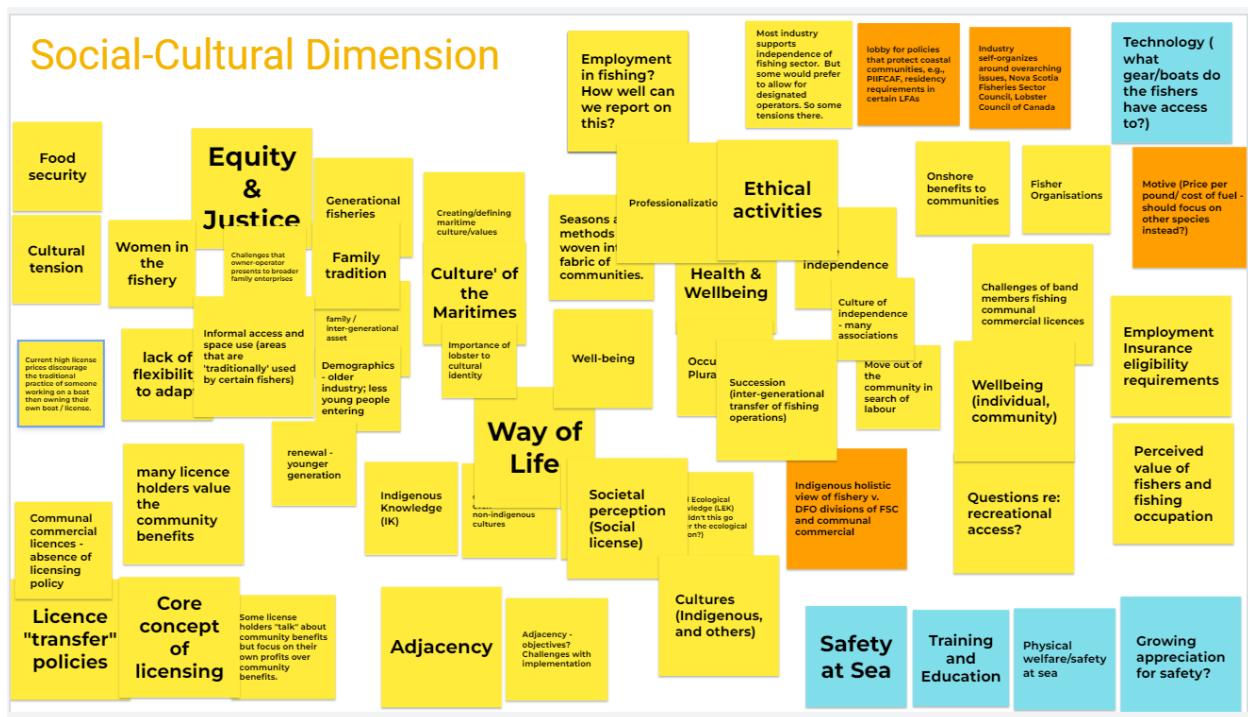 Social-Cultural Dimension
Employment
in fishing?
How well can
we report on
this?
Most industry
supports
independence of
fishing sector. But
some would prefer
to allow for
designated
operators. So some
tensions there.
lobby for policies
that protect coastal
communities, e.g.,
PIIFCAF, residency
requirements in
certain LFAs
Industry
self-organizes
around overarching
issues, Nova Scotia
Fisheries Sector
Council, Lobster
Council of Canada
Technology (
what
gear/boats do
the fishers
have access
to?)
Food
security
Equity
&
Justice
Generational
fisheries
Creating/defining
maritime
culture/values
Seasons
methods
woven
fabric of
communities.
Ethical
activities
Onshore
benefits to
communities
Fisher
Organisations
Motive (Price per
pound/ cost of fuel -
should focus on
other species
instead?)
Cultural
tension
Women in
the
fishery
Challenges that
owner-operator
presents to broader
family enterprises
Family
tradition
Culture' of
the
Maritimes
Health &
Wellbeing
independence
Culture of
independence
- many
associations
Challenges of band
members fishing
communal
commercial licences
Current high license
prices discourage
the traditional
practice of someone
working on a boat
then owning their
own boat / license.
lack of
to
Informal access and
space use (areas
that are
'traditionally' used
by certain fishers)
family /
inter-generational
asset
Demographics
- older
industry; less
young people
entering
Importance of
lobster to
cultural
identity
Well-being
Succession
(inter-generational
transfer of fishing
operations)
Move out of
the
community in
search of
labour
Wellbeing
(individual,
community)
Employment
Insurance
eligibility
requirements
many licence
holders value
the
community
benefits
renewal -
younger
generation
Way of
Life
Indigenous
Knowledge
(IK)
non-indigenous
cultures
Societal
perception
(Social
license)
Ecological
(LEK)
this go
the ecological
Indigenous holistic
view of fishery v.
DFO divisions of FSC
and communal
commercial
Questions re:
recreational
access?
Perceived
value of
fishers and
fishing
occupation
Communal
commercial
licences -
absence of
licensing
policy
Licence
"transfer"
policies
Core
concept
of
licensing
Some license
holders "talk" about
community benefits
but focus on their
own profits over
community
benefits.
Adjacency
Adjacency -
objectives?
Challenges with
implementation
Cultures
(Indigenous,
and others)
Safety
at Sea
Training
and
Education
Physical
welfare/safety
at sea
Growing
appreciation
for safety?